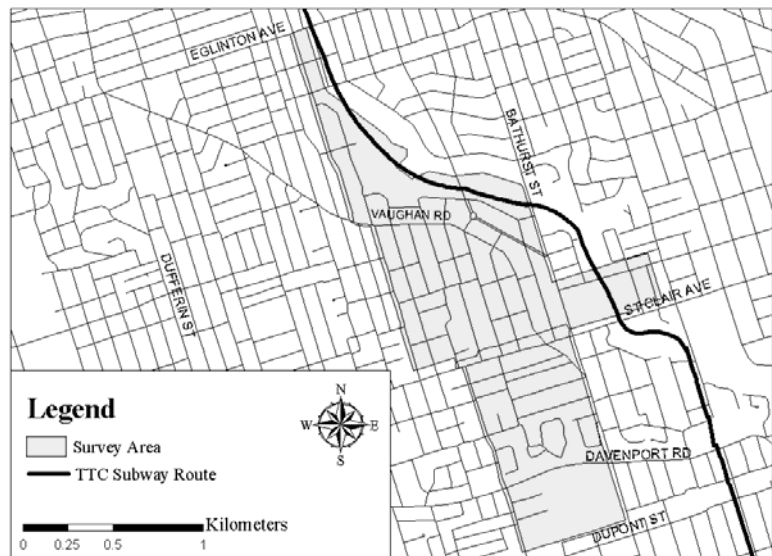 EGLINTON AVE
BATHURST ST
VAUGHAN RD
DUFFERIN ST
ST CLAIR AVE
Legend
Survey Area
TTC Subway Route
N
W E
S
DAVENPORT RD
DUPONT ST
Kilometers
0 0.25 0.5 1